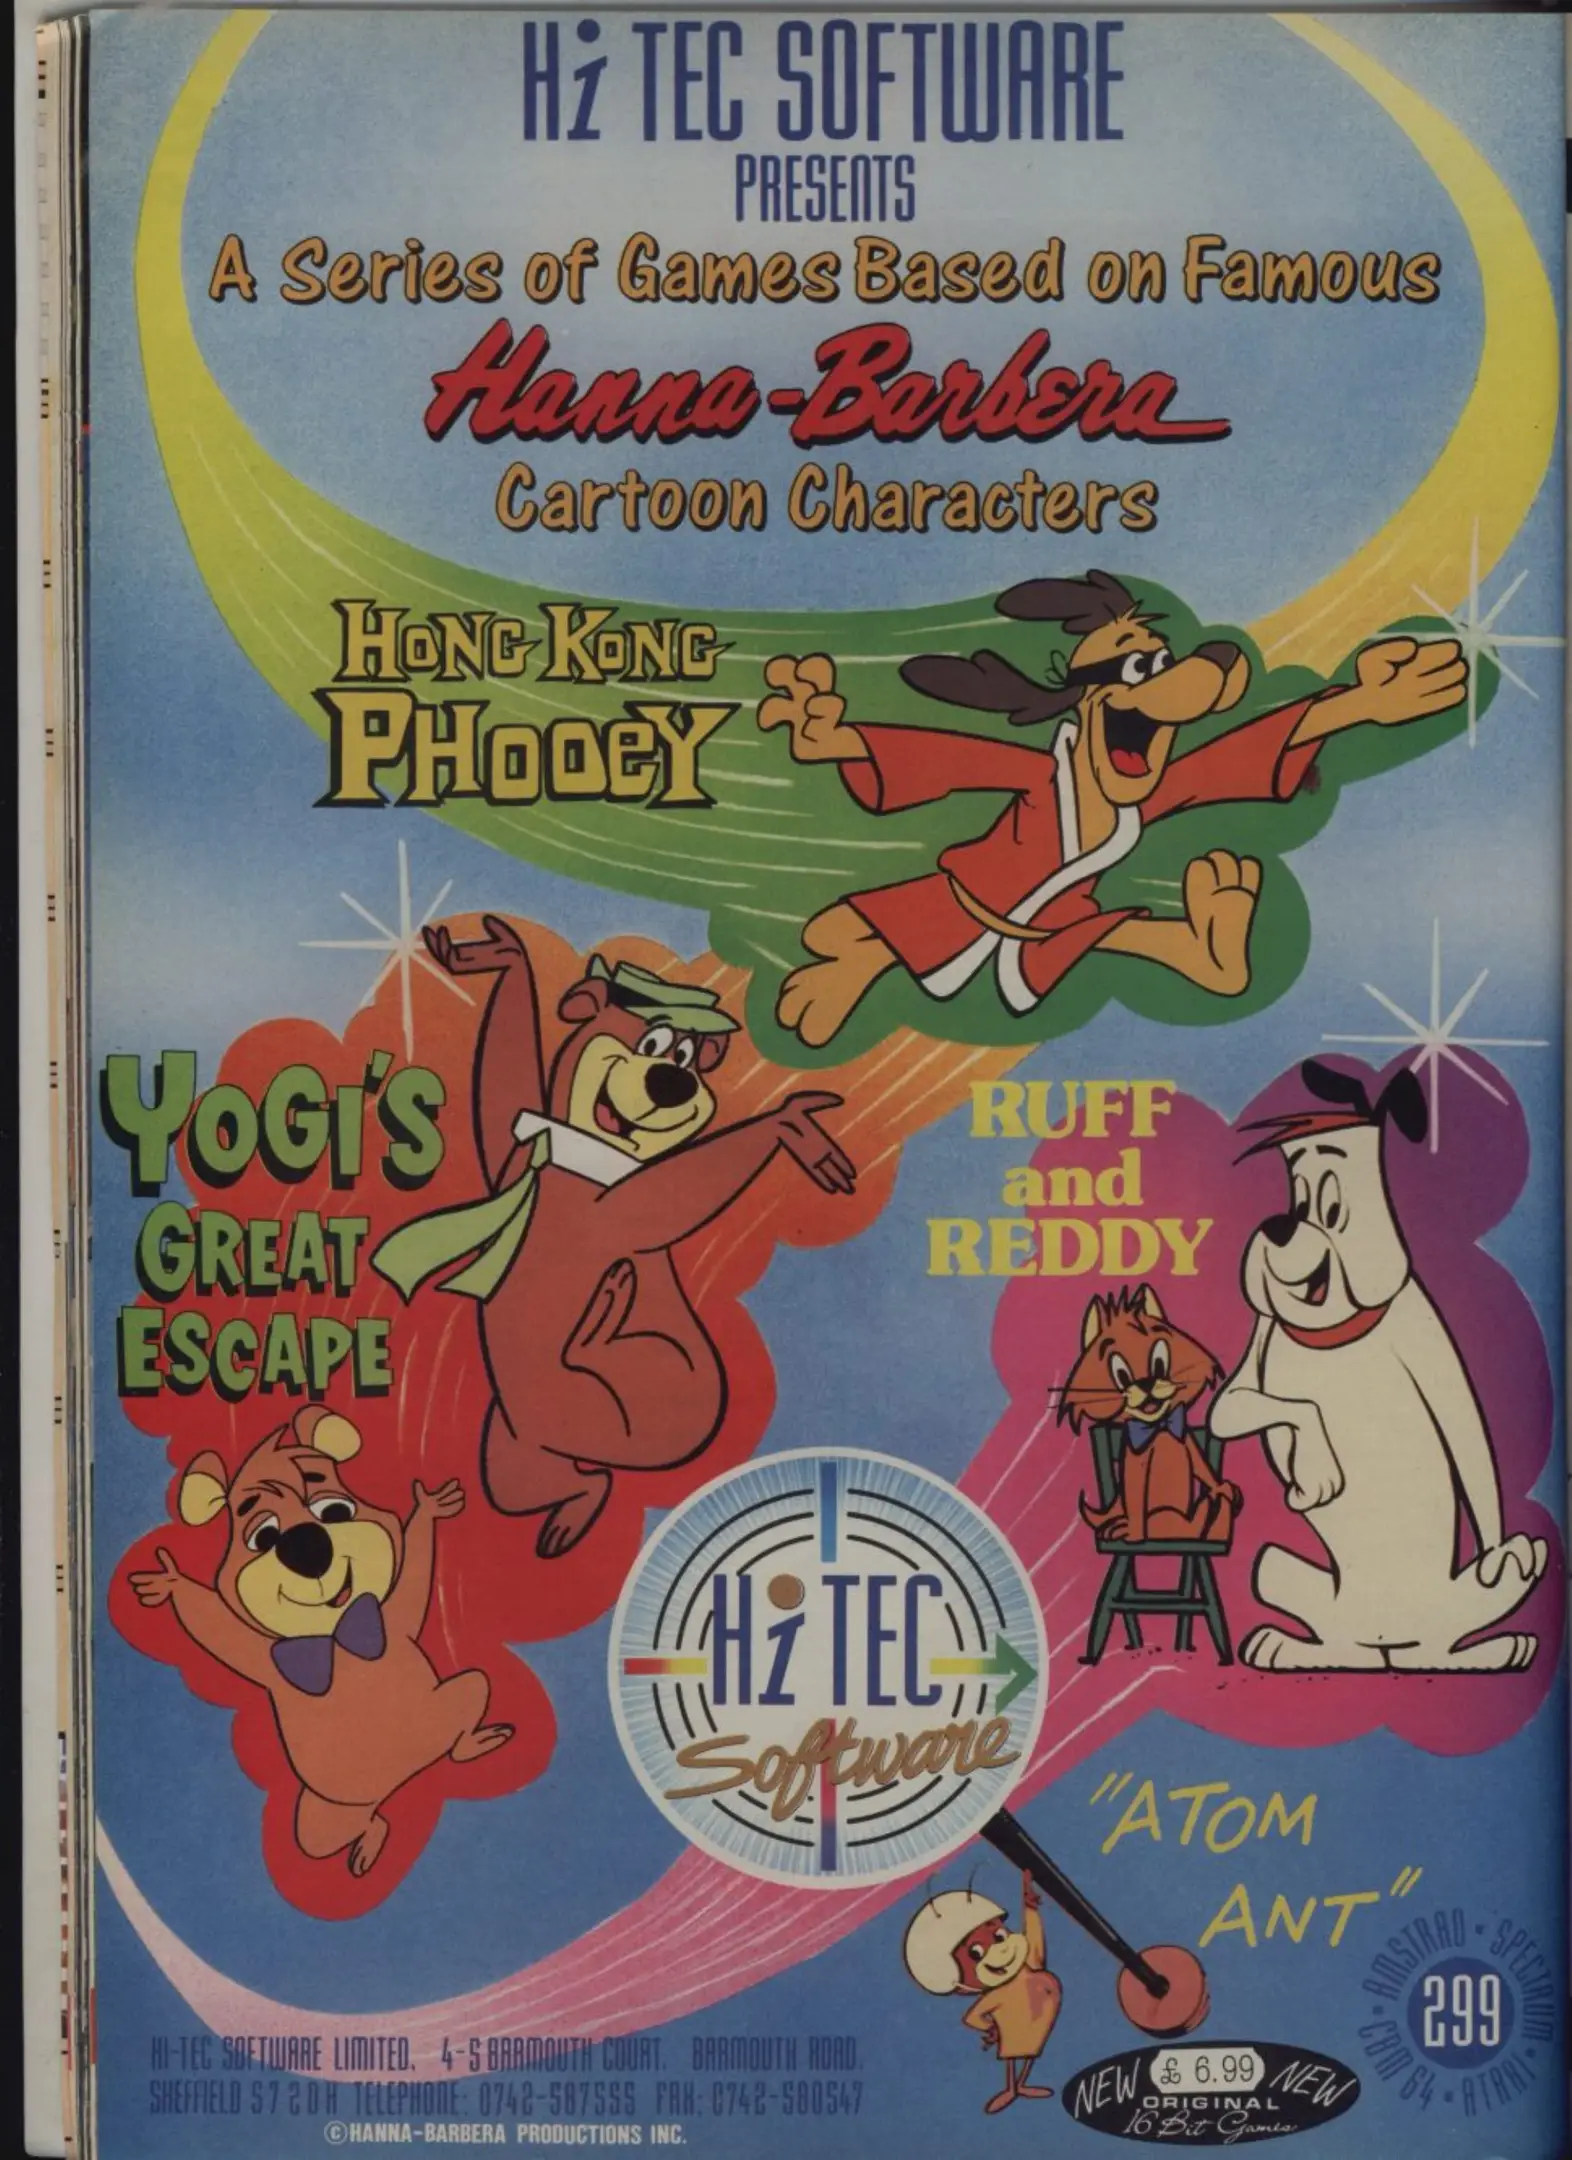 Hi TEC SOFTWARE
PRESENTS
A Series of Games Based on Famous
Hanna-Barbera
Cartoon Characters
HONG KONG
PHOOEY
YOGI'S
GREAT
ESCAPE
RUFF
and
REDDY
Hi TEC
Software
"ATOM
ANT"
AMSTRAD • SPECTRUM • ATARI • CBM 64 •
299
NEW £ 6.99 NEW
ORIGINAL
16 Bit Games
HI-TEC SOFTWARE LIMITED, 4-5 BARMOUTH COURT, BARMOUTH ROAD,
SHEFFIELD S7 2DH TELEPHONE: 0742-587555 FAX: 0742-580547
©HANNA-BARBERA PRODUCTIONS INC.